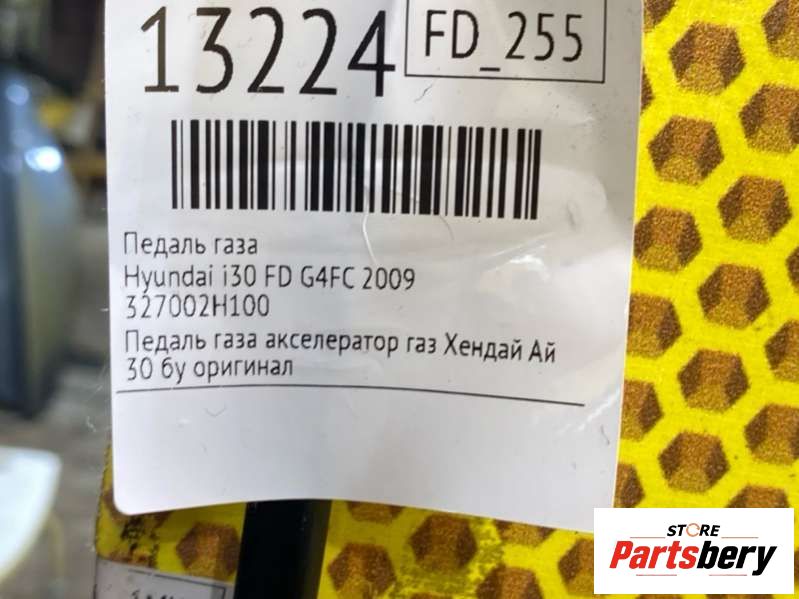 13224
FD_255
Педаль газа
Hyundai i30 FD G4FC 2009
327002H100
Педаль газа акселератор газ Хендай Ай
30 бу оригинал
STORE
Partsbery